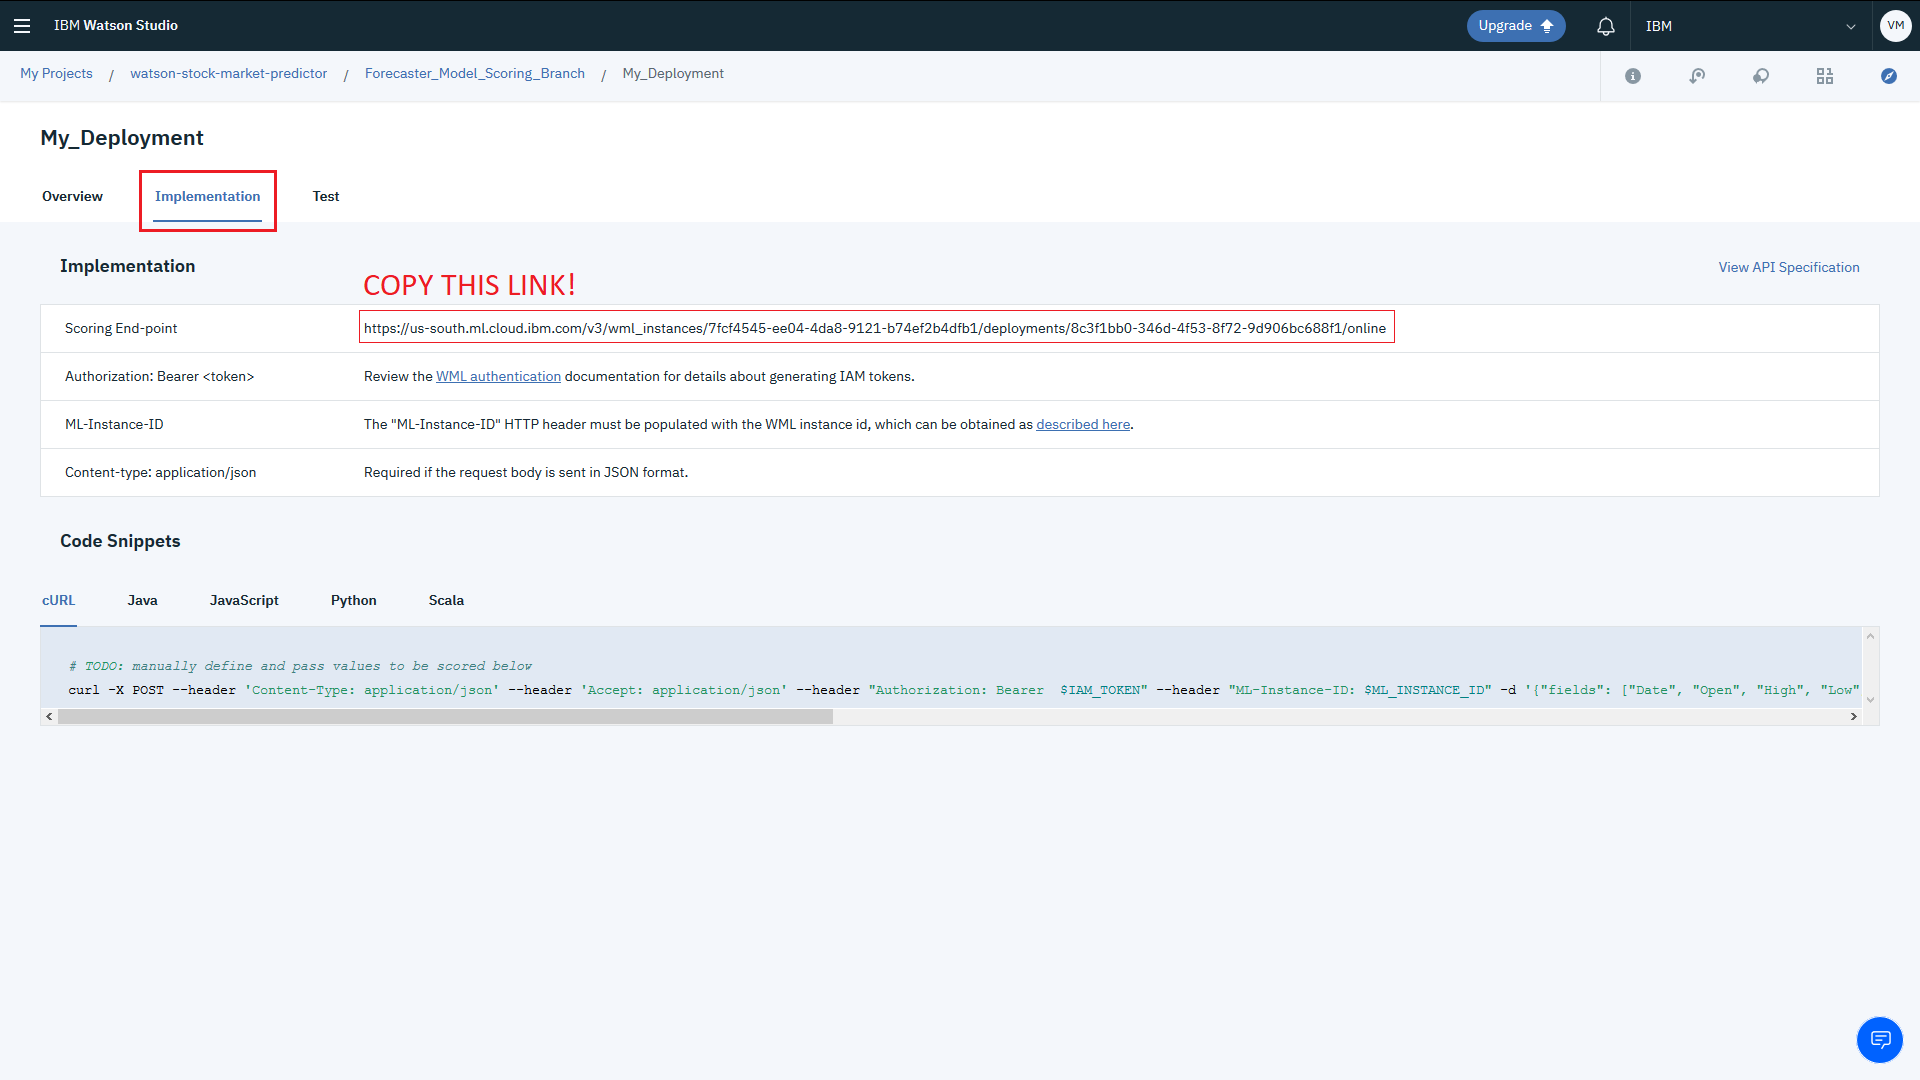 IBM Watson Studio
Upgrade
IBM
VM
My Projects / watson-stock-market-predictor / Forecaster_Model_Scoring_Branch / My_Deployment
My_Deployment
Overview
Implementation
Test
Implementation
View API Specification
COPY THIS LINK!
Scoring End-point
https://us-south.ml.cloud.ibm.com/v3/wml_instances/7fcf4545-ee04-4da8-9121-b74ef2b4dfb1/deployments/8c3f1bb0-346d-4f53-8f72-9d906bc688f1/online
Authorization: Bearer <token>
Review the WML authentication documentation for details about generating IAM tokens.
ML-Instance-ID
The "ML-Instance-ID" HTTP header must be populated with the WML instance id, which can be obtained as described here.
Content-type: application/json
Required if the request body is sent in JSON format.
Code Snippets
cURL
Java
JavaScript
Python
Scala
# TODO: manually define and pass values to be scored below
curl -X POST --header 'Content-Type: application/json' --header 'Accept: application/json' --header "Authorization: Bearer  $IAM_TOKEN" --header "ML-Instance-ID: $ML_INSTANCE_ID" -d '{"fields": ["Date", "Open", "High", "Low"